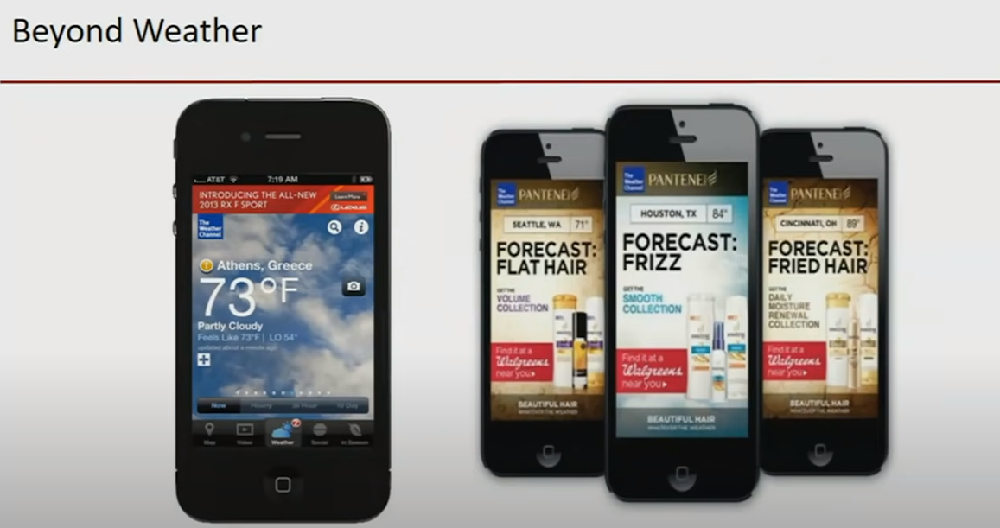 Beyond Weather
AT&T 7:19 AM
INTRODUCING THE ALL-NEW
2013 RX F SPORT
Learn More
LEXUS
The
Weather
Channel
Athens, Greece
73°F
Partly Cloudy
Feels Like 73°F | LO 54°
updated about a minute ago
Now Hourly 36 Hour 10 Day
Map Video Weather Social In Season
2
The
Weather
Channel
PANTENE
SEATTLE, WA 71°
FORECAST:
FLAT HAIR
GET THE
VOLUME
COLLECTION
Find it at a
Walgreens
near you
BEAUTIFUL HAIR
WHATEVER THE WEATHER
The
Weather
Channel
PANTENE
HOUSTON, TX 84°
FORECAST:
FRIZZ
GET THE
SMOOTH
COLLECTION
Find it at a
Walgreens
near you
BEAUTIFUL HAIR
WHATEVER THE WEATHER
The
Weather
Channel
PANTENE
CINCINNATI, OH 89°
FORECAST:
FRIED HAIR
GET THE
DAILY
MOISTURE
RENEWAL
COLLECTION
Find it at a
Walgreens
near you
BEAUTIFUL HAIR
WHATEVER THE WEATHER